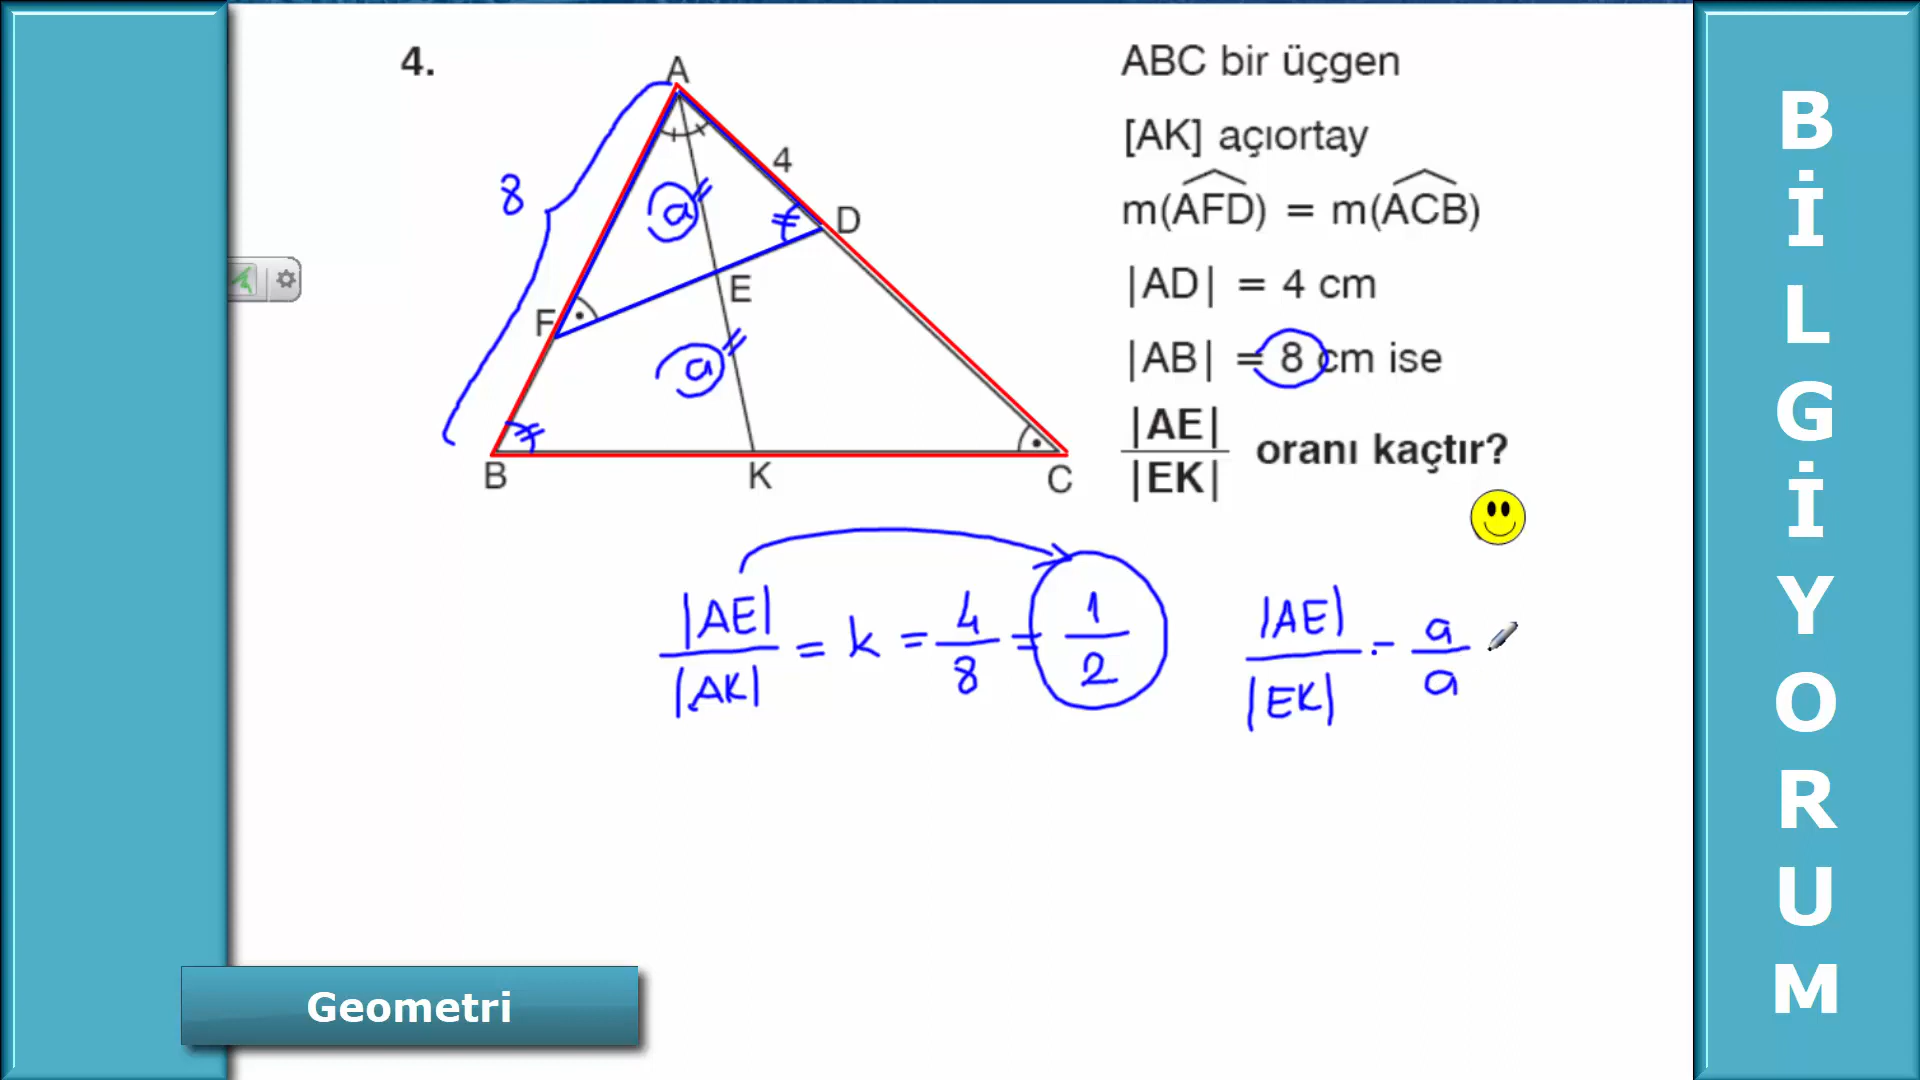 4.
A
8
4
a
D
E
F
a
B
K
C
ABC bir üçgen
[AK] açıortay
m(AFD) = m(ACB)
|AD| = 4 cm
|AB| = 8 cm ise
|AE|
|EK|
oranı kaçtır?
|AE|
|AK|
= k = 4/8 = 1/2
|AE|
|EK|
= a/a
Geometri
BİLGİYORUM